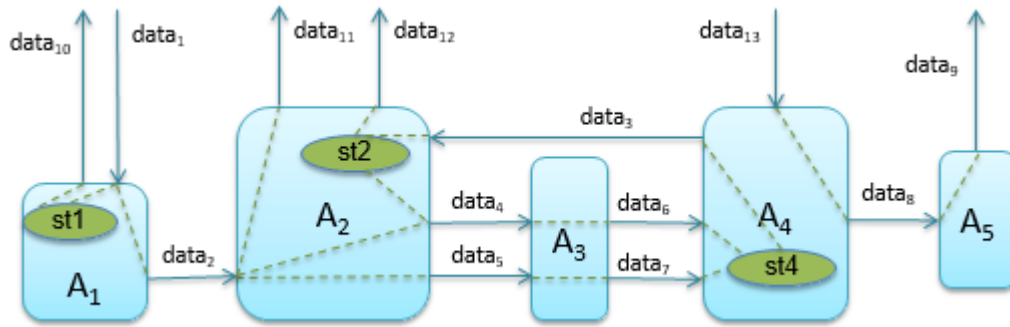 data₁₀
data₁
data₁₁
data₁₂
data₁₃
data₉
data₃
st2
st1
A₂
data₄
data₆
A₄
data₈
A₅
A₁
data₂
data₅
A₃
data₇
st4